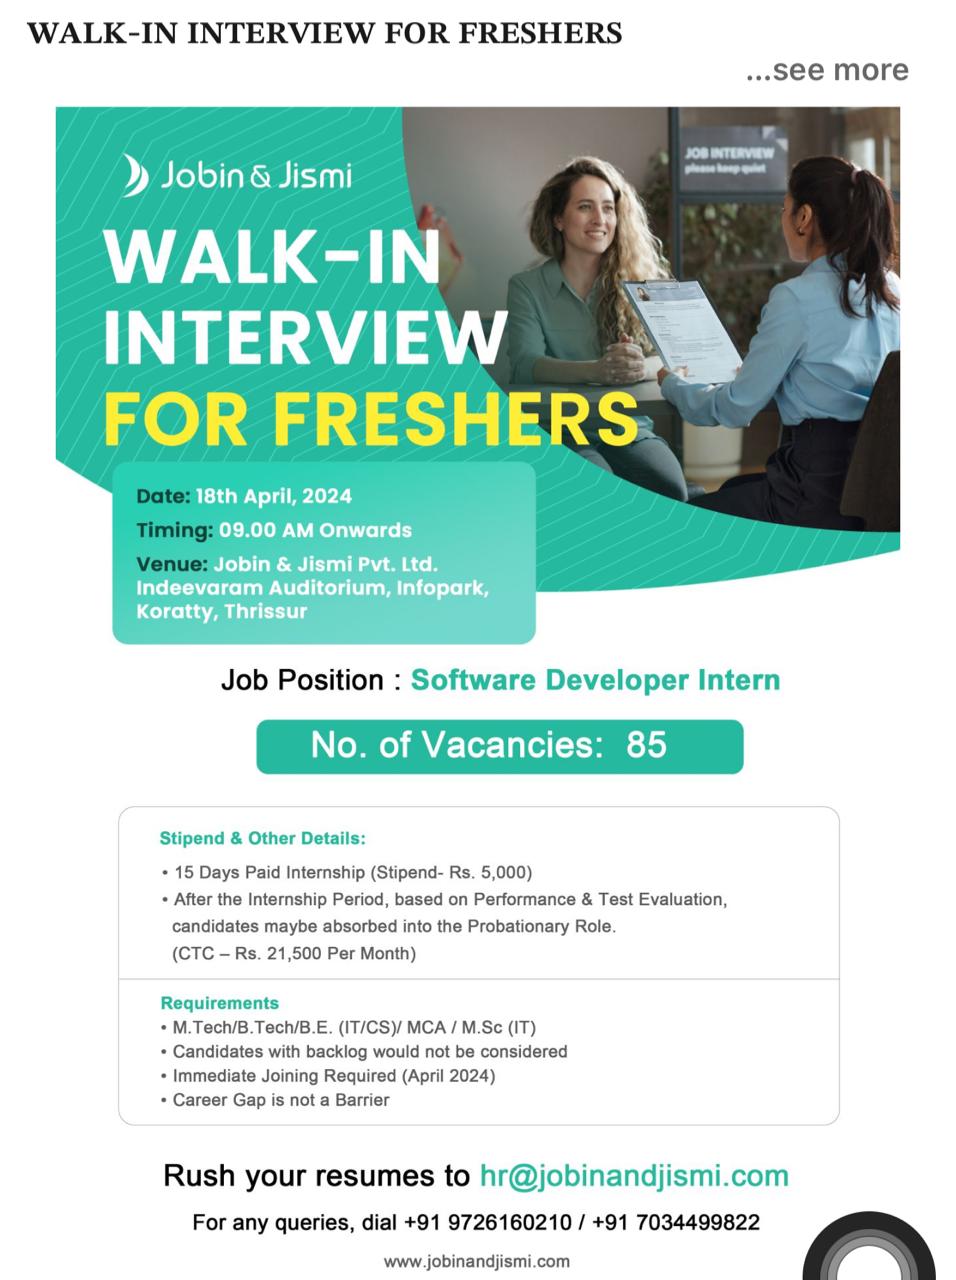 WALK-IN INTERVIEW FOR FRESHERS
...see more
Jobin & Jismi
JOB INTERVIEW
please keep quiet
WALK-IN
INTERVIEW
FOR FRESHERS
Date: 18th April, 2024
Timing: 09.00 AM Onwards
Venue: Jobin & Jismi Pvt. Ltd.
Indeevaram Auditorium, Infopark,
Koratty, Thrissur
Job Position : Software Developer Intern
No. of Vacancies: 85
Stipend & Other Details:
• 15 Days Paid Internship (Stipend- Rs. 5,000)
• After the Internship Period, based on Performance & Test Evaluation,
candidates maybe absorbed into the Probationary Role.
(CTC – Rs. 21,500 Per Month)
Requirements
• M.Tech/B.Tech/B.E. (IT/CS)/ MCA / M.Sc (IT)
• Candidates with backlog would not be considered
• Immediate Joining Required (April 2024)
• Career Gap is not a Barrier
Rush your resumes to hr@jobinandjismi.com
For any queries, dial +91 9726160210 / +91 7034499822
www.jobinandjismi.com